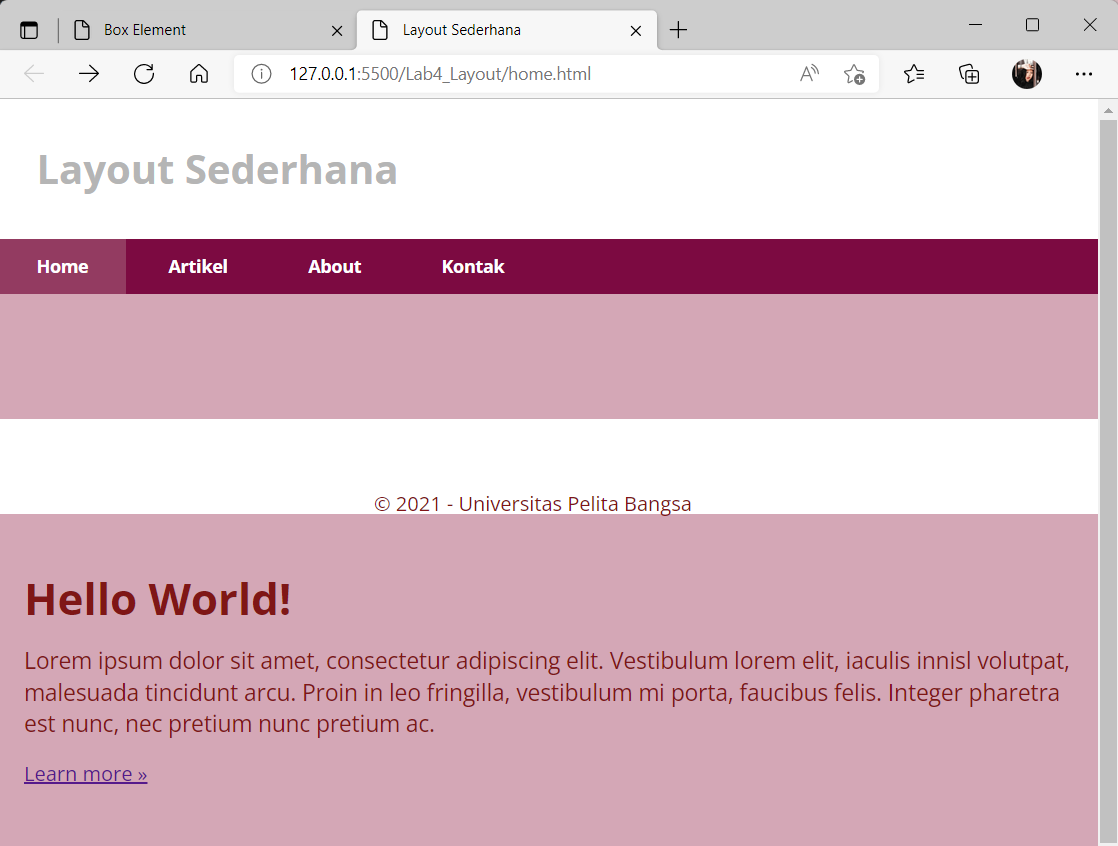 Box Element
Layout Sederhana
127.0.0.1:5500/Lab4_Layout/home.html
Layout Sederhana
Home Artikel About Kontak
© 2021 - Universitas Pelita Bangsa
Hello World!
Lorem ipsum dolor sit amet, consectetur adipiscing elit. Vestibulum lorem elit, iaculis innisl volutpat,
malesuada tincidunt arcu. Proin in leo fringilla, vestibulum mi porta, faucibus felis. Integer pharetra
est nunc, nec pretium nunc pretium ac.
Learn more »